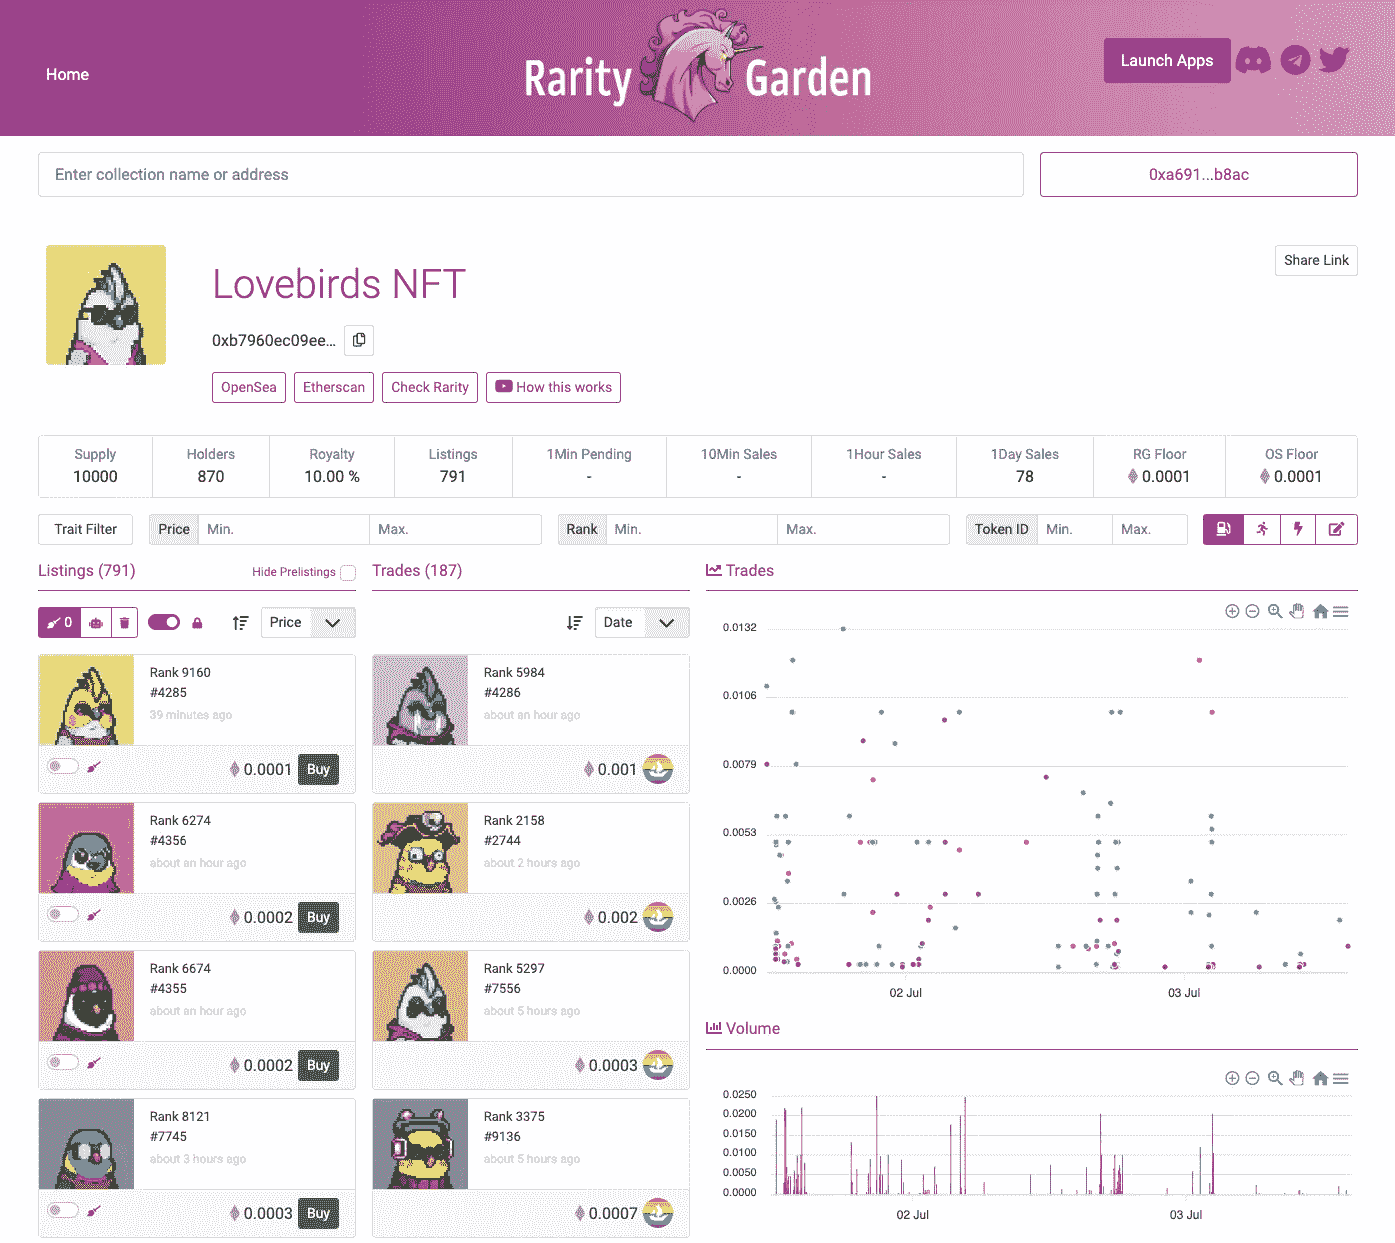 Home
Rarity Garden
Launch Apps
Enter collection name or address
0xa691...b8ac
Lovebirds NFT
Share Link
0xb7960ec09ee...
OpenSea Etherscan Check Rarity How this works
Supply Holders Royalty Listings 1Min Pending 10Min Sales 1Hour Sales 1Day Sales RG Floor OS Floor
10000 870 10.00 % 791 - - - 78 0.0001 0.0001
Trait Filter Price Min. Max. Rank Min. Max. Token ID Min. Max.
Listings (791) Hide Prelistings
0 Price
Rank 9160
#4285
39 minutes ago
0.0001 Buy
Rank 6274
#4356
about an hour ago
0.0002 Buy
Rank 6674
#4355
about an hour ago
0.0002 Buy
Rank 8121
#7745
about 3 hours ago
0.0003 Buy
Trades (187)
Date
Rank 5984
#4286
about an hour ago
0.001
Rank 2158
#2744
about 2 hours ago
0.002
Rank 5297
#7556
about 5 hours ago
0.0003
Rank 3375
#9136
about 5 hours ago
0.0007
Trades
0.0132
0.0106
0.0079
0.0053
0.0026
0.0000
02 Jul 03 Jul
Volume
0.0250
0.0200
0.0150
0.0100
0.0050
0.0000
02 Jul 03 Jul